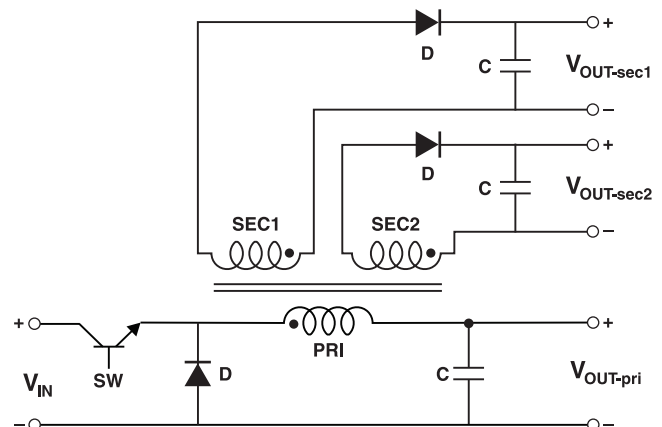 +
D
C
VOUT-sec1
−
+
D
C
VOUT-sec2
−
SEC1
SEC2
+
PRI
+
SW
D
C
VIN
VOUT-pri
−
−